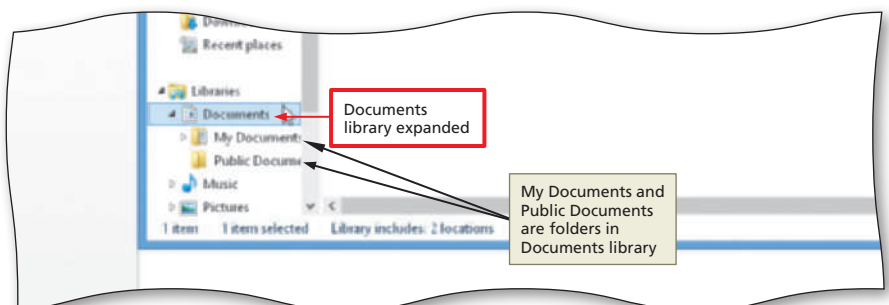 Recent places
Libraries
Documents
Documents
library expanded
My Documents
Public Docume
Music
My Documents and
Public Documents
are folders in
Documents library
Pictures
1 item 1 item selected Library includes: 2 locations